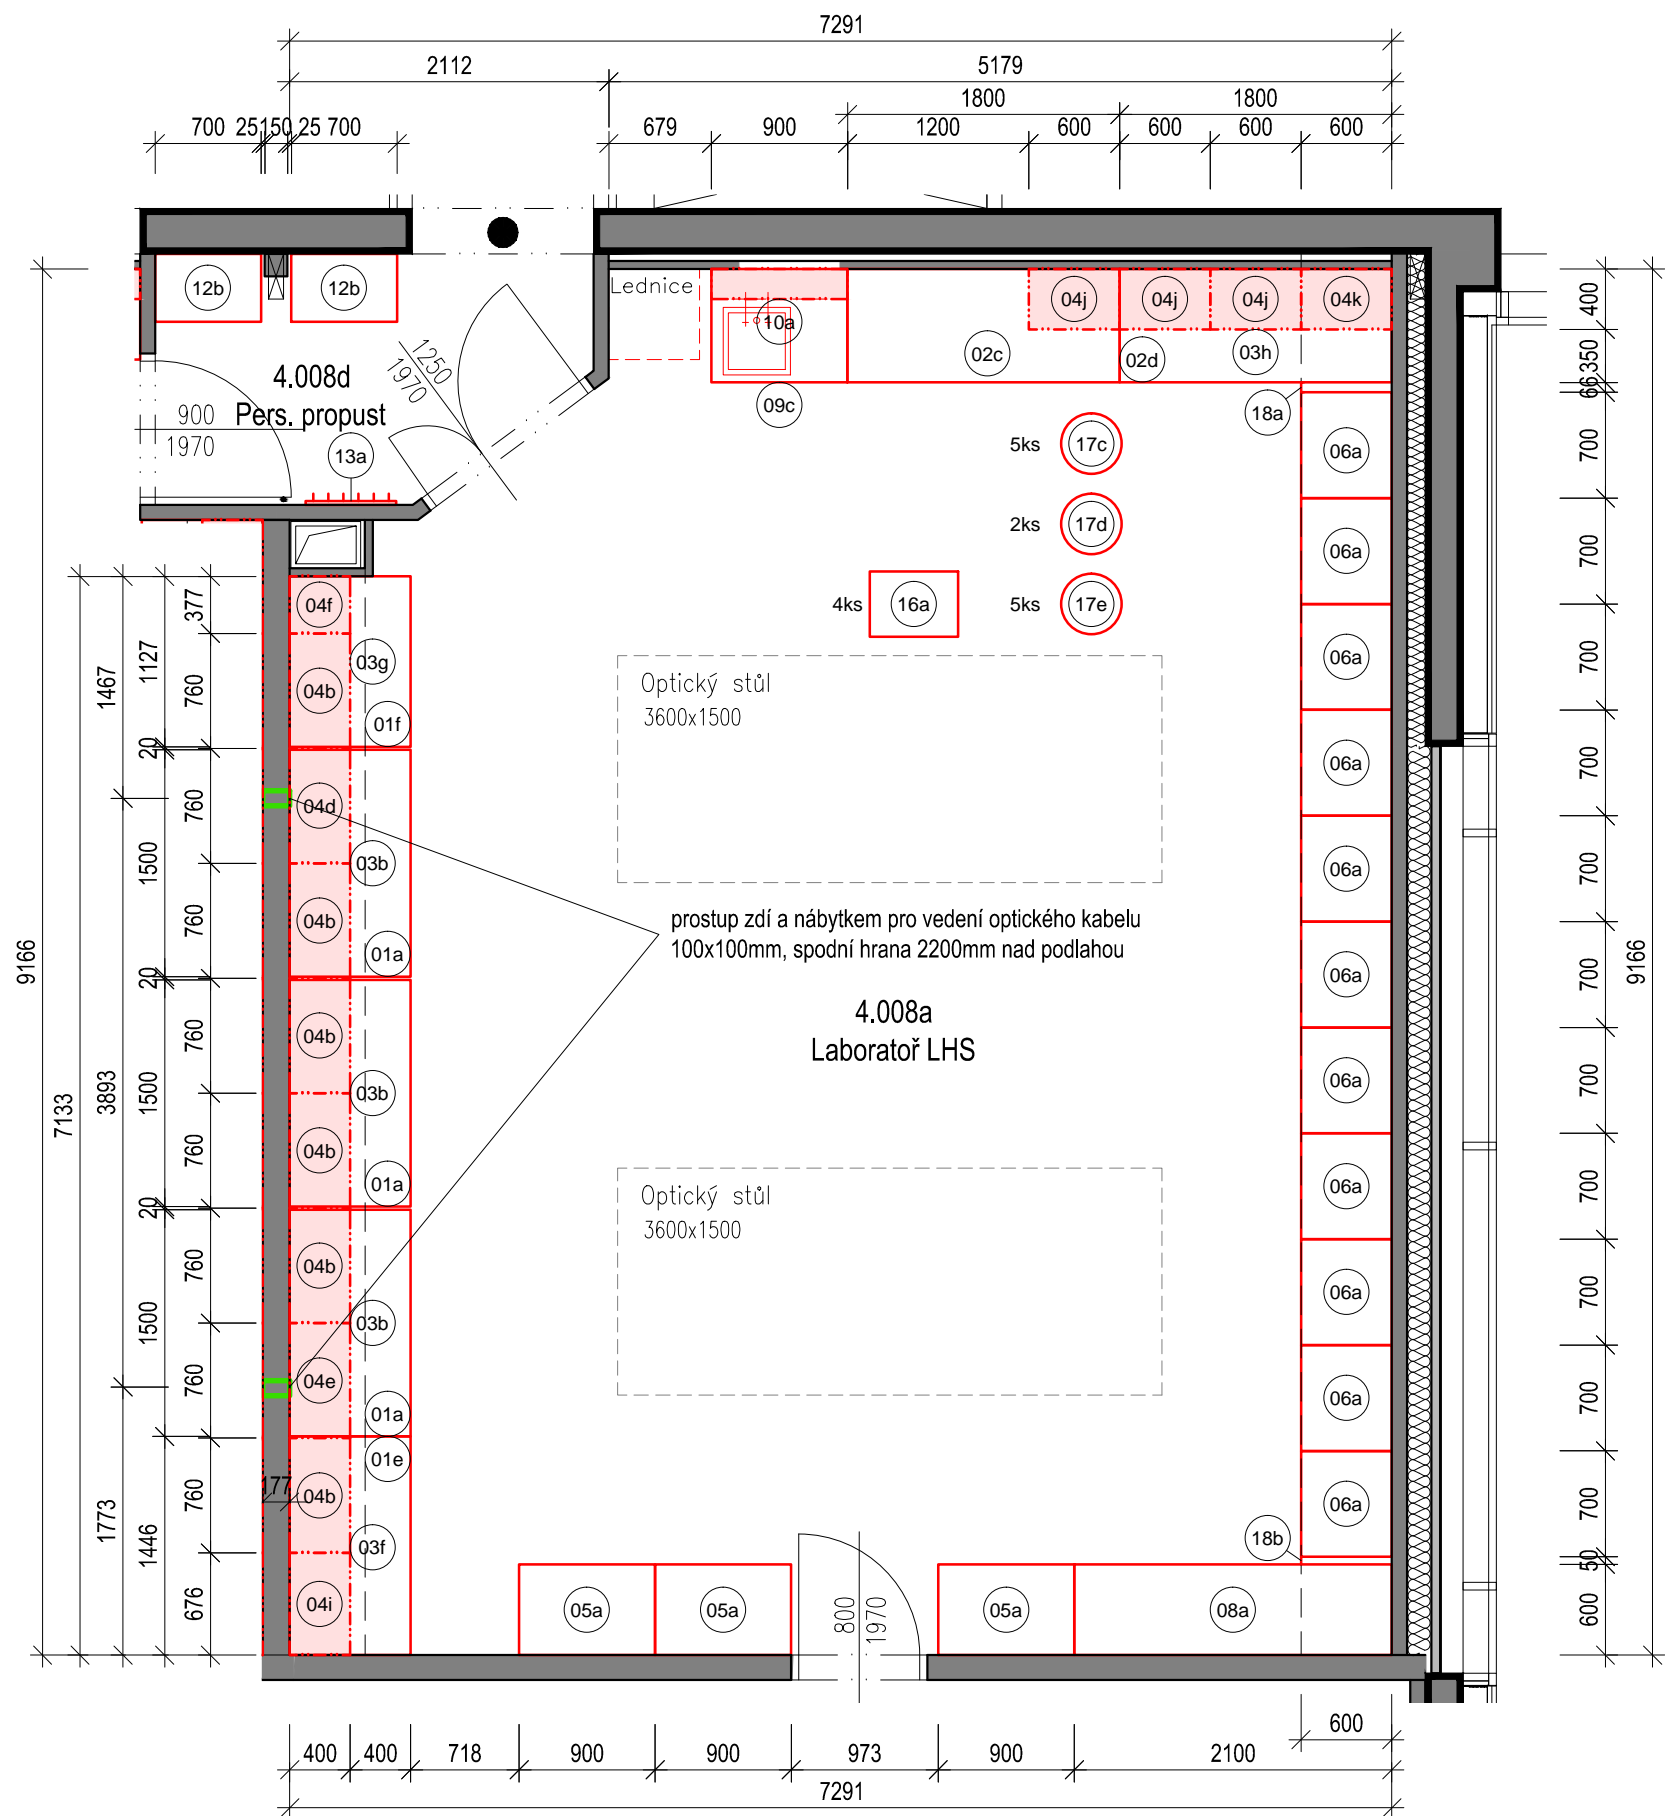 7291
2112 5179
1800 1800
700 25 150 25 700 679 900 1200 600 600 600 600
12b 12b Lednice 10a 04j 04j 04j 04k
02c 02d 03h
4.008d
Pers. propust
900
1970
1250
1970
13a
09c
18a
5ks 17c
2ks 17d
4ks 16a 5ks 17e
06a
06a
06a
06a
06a
06a
06a
06a
06a
06a
06a
04f
03g
04b
01f
04d
03b
04b
01a
04b
03b
04b
01a
04b
03b
04e
01a
01e
04b
03f
04i
Optický stůl
3600x1500
prostup zdí a nábytkem pro vedení optického kabelu
100x100mm, spodní hrana 2200mm nad podlahou
4.008a
Laboratoř LHS
Optický stůl
3600x1500
177
18b
05a 05a 05a 08a
800
1970
9166
7133
1467
3893
1773
1127
20
1500
20
1500
20
1500
1446
377
760
760
760
760
760
760
760
760
676
400
350
66
700
700
700
700
700
700
700
700
700
700
700
50
600
9166
600
400 400 718 900 900 973 900 2100
7291